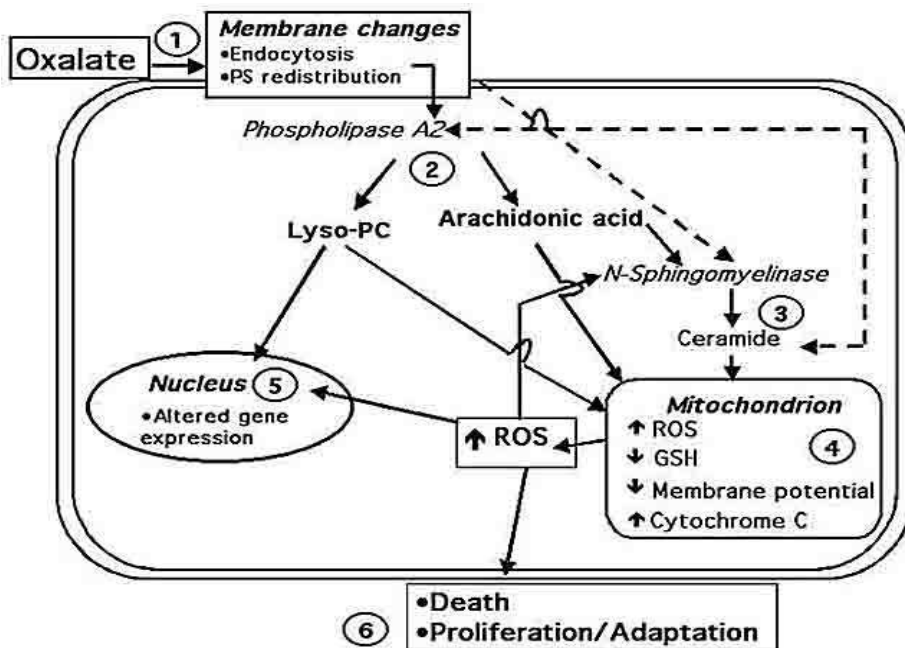 Oxalate
1
Membrane changes
•Endocytosis
•PS redistribution
Phospholipase A2
2
Lyso-PC
Arachidonic acid
N-Sphingomyelinase
3
Ceramide
Nucleus
5
•Altered gene
expression
↑ ROS
Mitochondrion
↑ ROS
↓ GSH
↓ Membrane potential
↑ Cytochrome C
4
6
•Death
•Proliferation/Adaptation